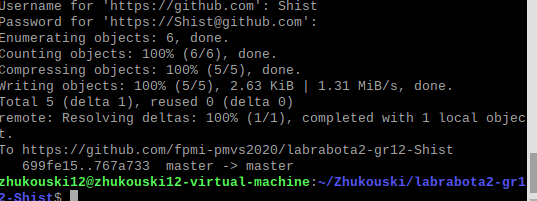 Username for 'https://github.com': Shist
Password for 'https://Shist@github.com':
Enumerating objects: 6, done.
Counting objects: 100% (6/6), done.
Compressing objects: 100% (5/5), done.
Writing objects: 100% (5/5), 2.63 KiB | 1.31 MiB/s, done.
Total 5 (delta 1), reused 0 (delta 0)
remote: Resolving deltas: 100% (1/1), completed with 1 local objec
t.
To https://github.com/fpmi-pmvs2020/labrabota2-gr12-Shist
   699fe15..767a733  master -> master
zhukouski12@zhukouski12-virtual-machine:~/Zhukouski/labrabota2-gr1
2-Shist$